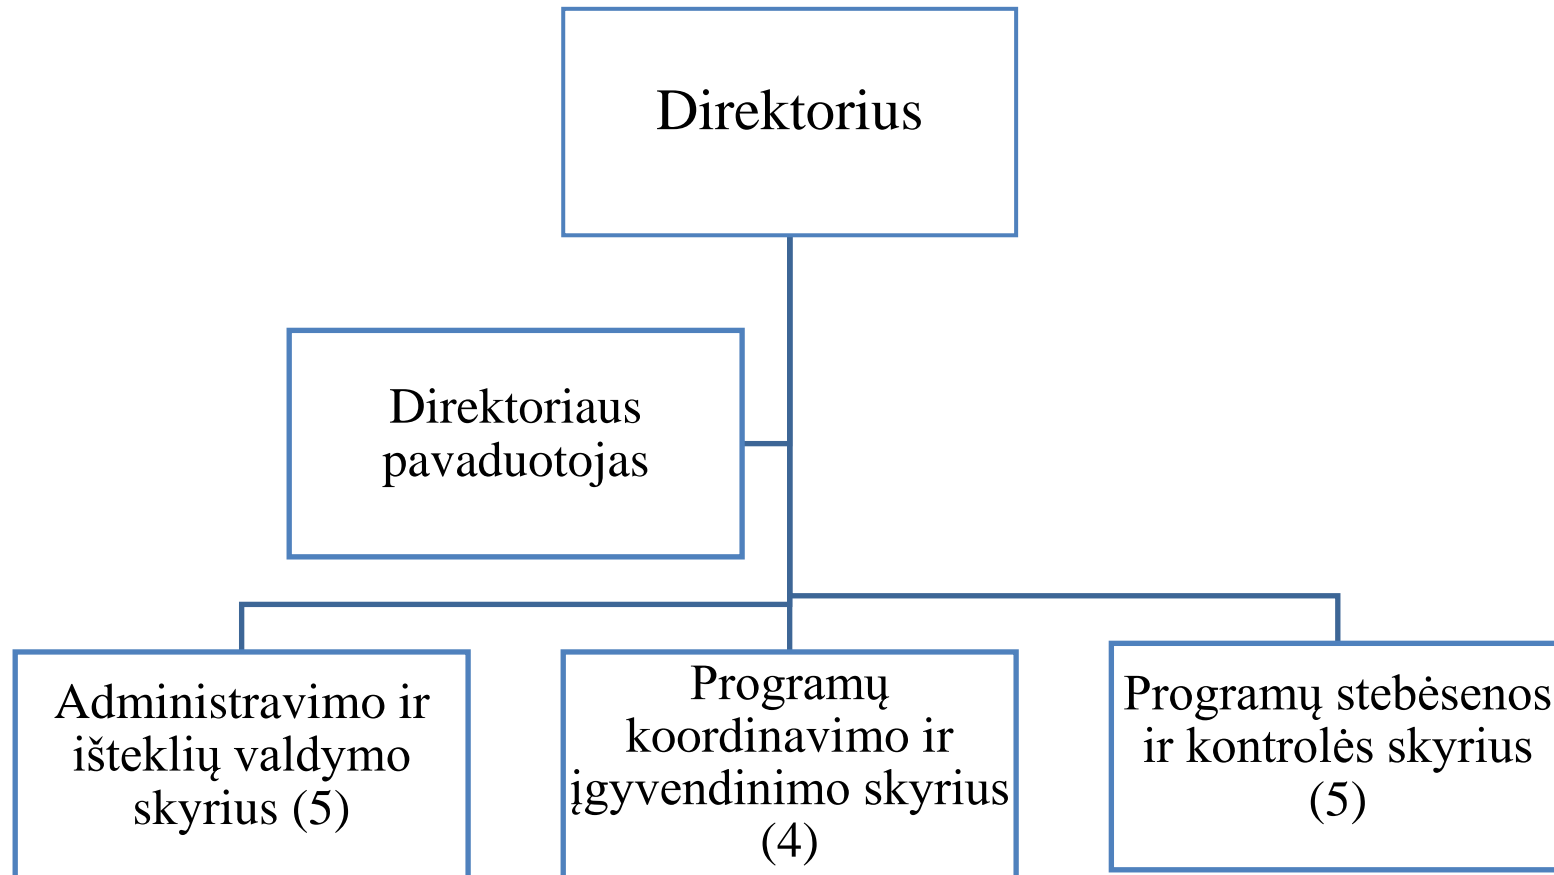 Direktorius
Direktoriaus
pavaduotojas
Administravimo ir
išteklių valdymo
skyrius (5)
Programų
koordinavimo ir
įgyvendinimo skyrius
(4)
Programų stebėsenos
ir kontrolės skyrius
(5)